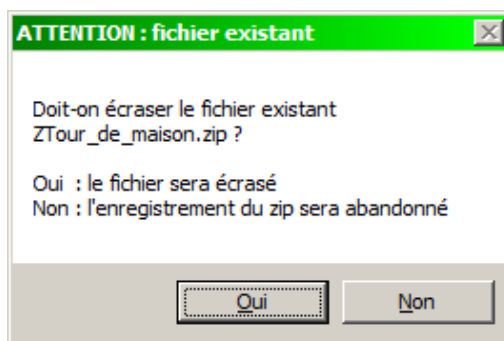 ATTENTION : fichier existant
Doit-on écraser le fichier existant
ZTour_de_maison.zip ?
Oui : le fichier sera écrasé
Non : l'enregistrement du zip sera abandonné
Oui
Non